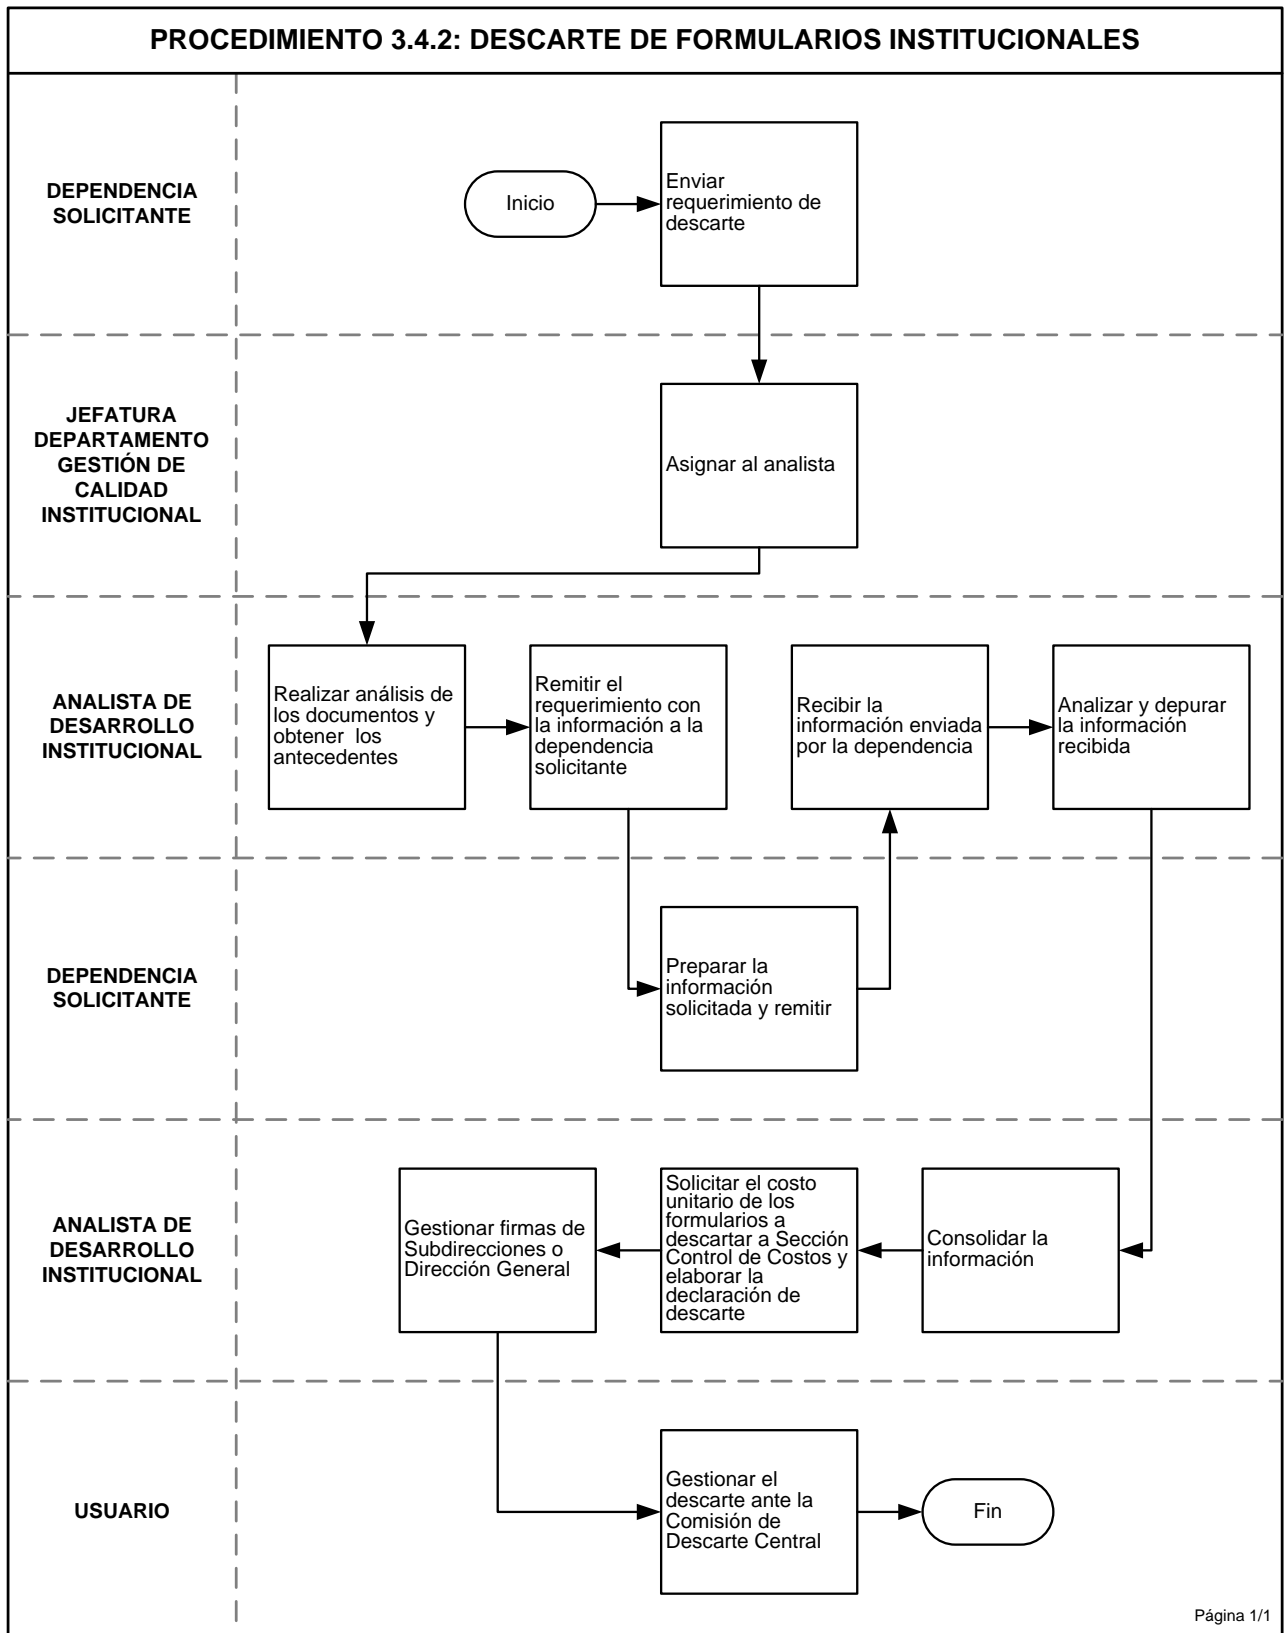 PROCEDIMIENTO 3.4.2: DESCARTE DE FORMULARIOS INSTITUCIONALES
DEPENDENCIA
SOLICITANTE
Inicio
Enviar
requerimiento de
descarte
JEFATURA
DEPARTAMENTO
GESTIÓN DE
CALIDAD
INSTITUCIONAL
Asignar al analista
ANALISTA DE
DESARROLLO
INSTITUCIONAL
Realizar análisis de
los documentos y
obtener los
antecedentes
Remitir el
requerimiento con
la información a la
dependencia
solicitante
Recibir la
información enviada
por la dependencia
Analizar y depurar
la información
recibida
DEPENDENCIA
SOLICITANTE
Preparar la
información
solicitada y remitir
ANALISTA DE
DESARROLLO
INSTITUCIONAL
Gestionar firmas de
Subdirecciones o
Dirección General
Solicitar el costo
unitario de los
formularios a
descartar a Sección
Control de Costos y
elaborar la
declaración de
descarte
Consolidar la
información
USUARIO
Gestionar el
descarte ante la
Comisión de
Descarte Central
Fin
Página 1/1